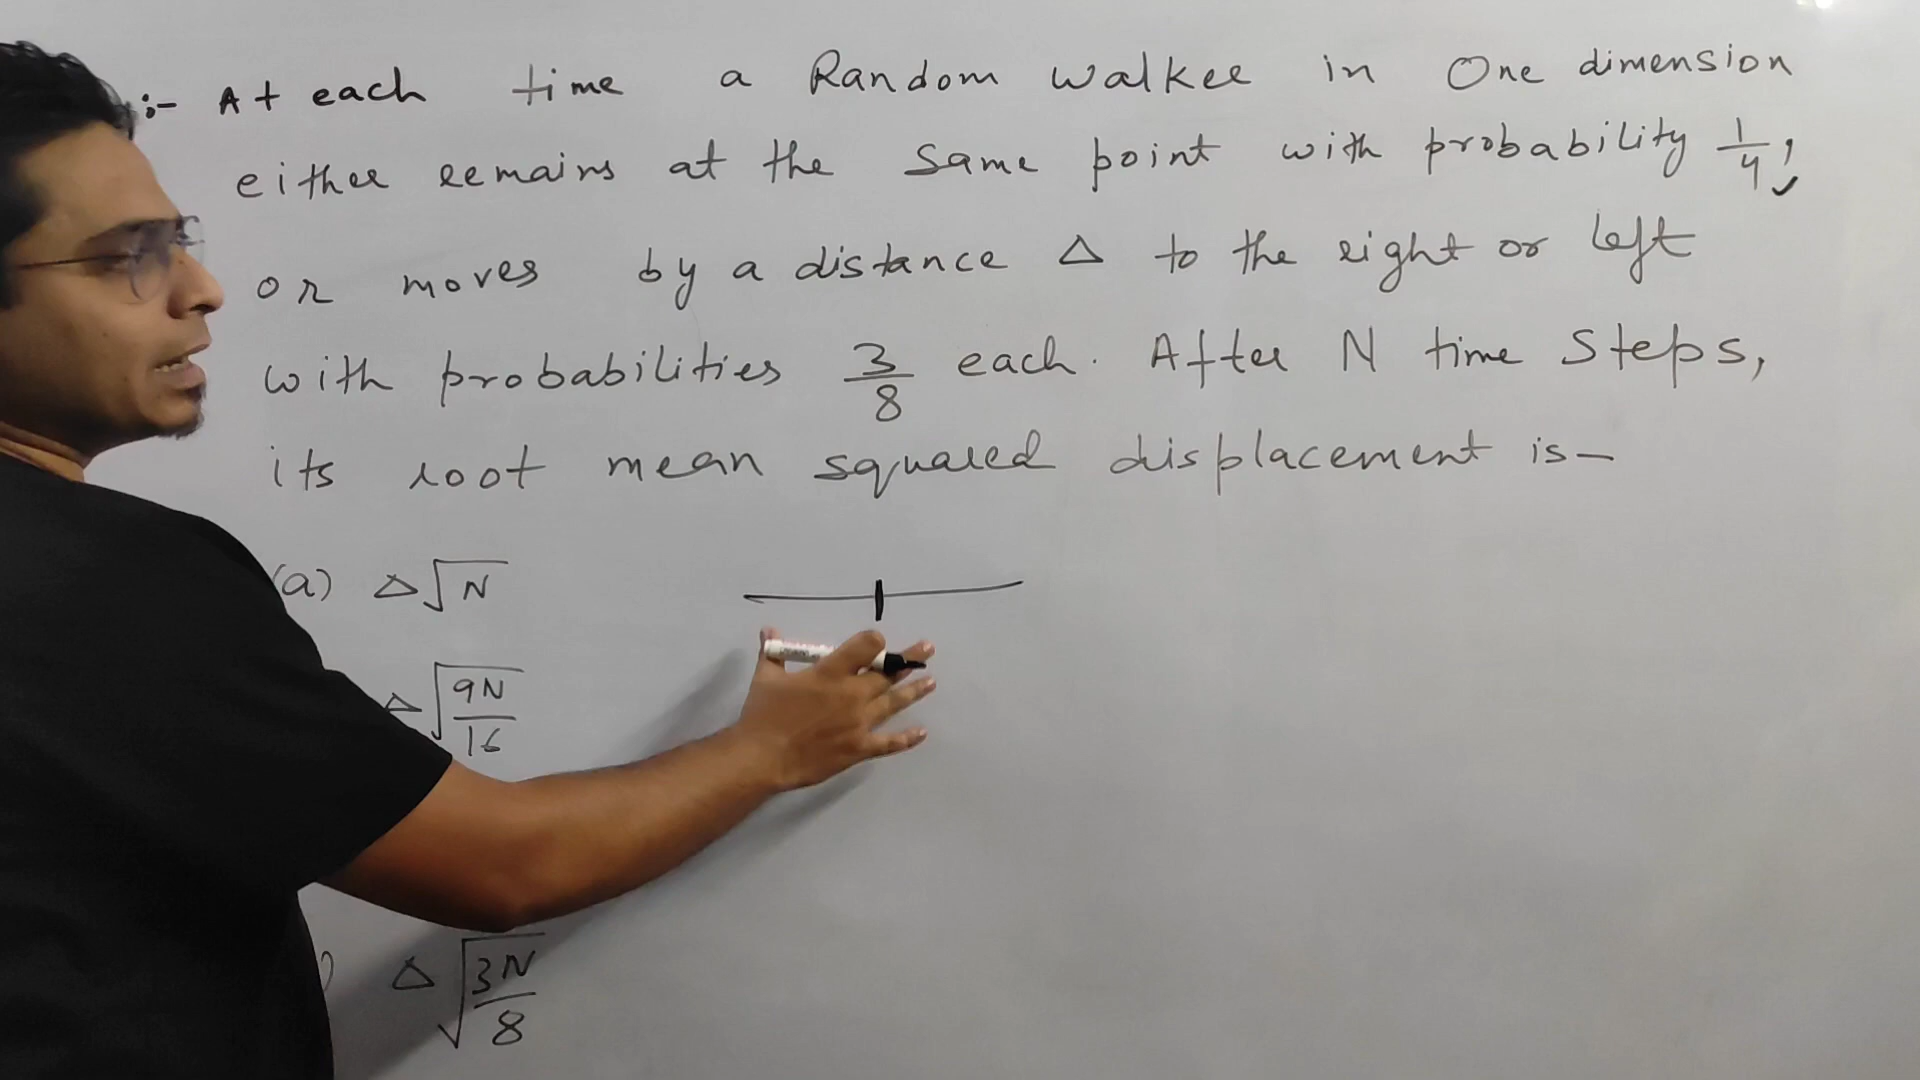 :- At each time a Random walker in One dimension
either remains at the same point with probability 1/4,
or moves by a distance Δ to the right or left
with probabilities 3/8 each. After N time Steps,
its root mean squared displacement is –
(a) Δ√N
Δ√(9N/16)
) Δ√(3N/8)